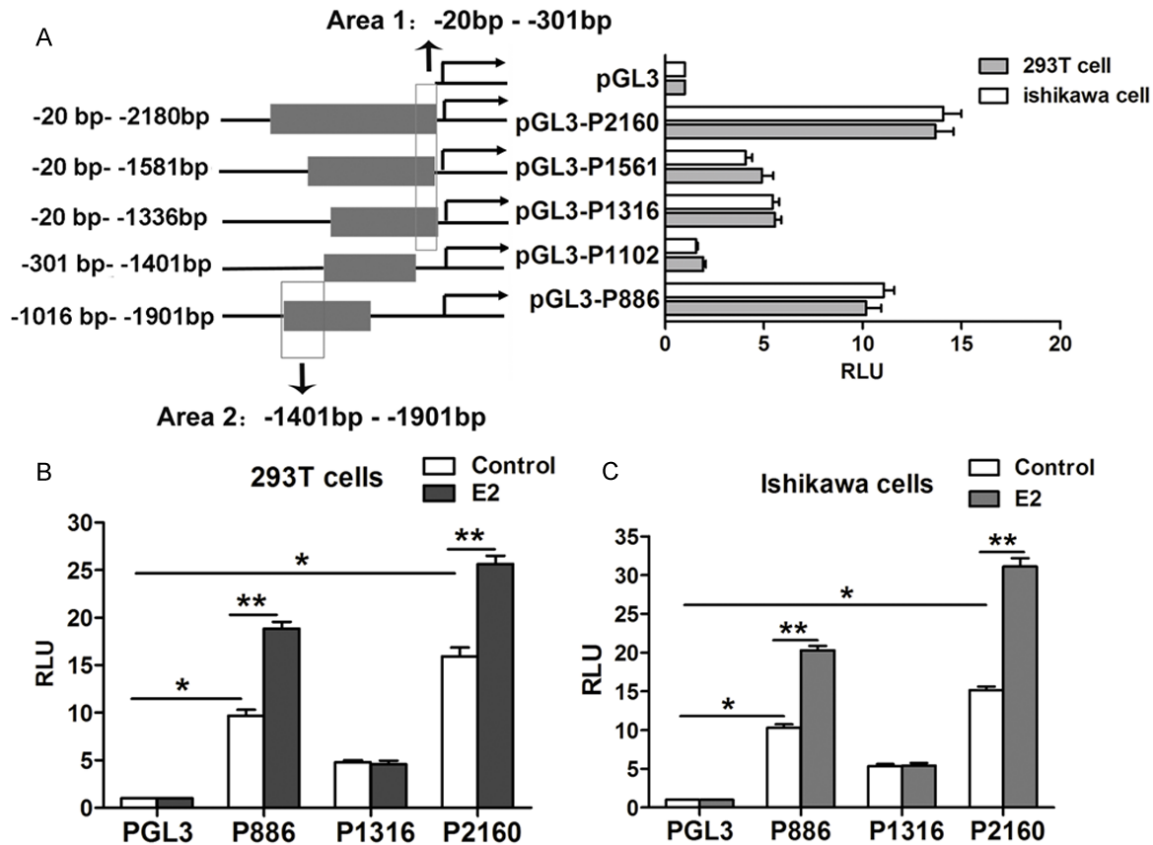 A
Area 1: -20bp - -301bp
-20 bp- -2180bp
-20 bp- -1581bp
-20 bp- -1336bp
-301 bp- -1401bp
-1016 bp- -1901bp
Area 2: -1401bp - -1901bp
pGL3
pGL3-P2160
pGL3-P1561
pGL3-P1316
pGL3-P1102
pGL3-P886
293T cell
ishikawa cell
0 5 10 15 20
RLU
B
293T cells
Control
E2
30
25
20
15
10
5
0
RLU
*
**
*
**
PGL3 P886 P1316 P2160
C
Ishikawa cells
Control
E2
35
30
25
20
15
10
5
0
RLU
*
**
*
**
PGL3 P886 P1316 P2160